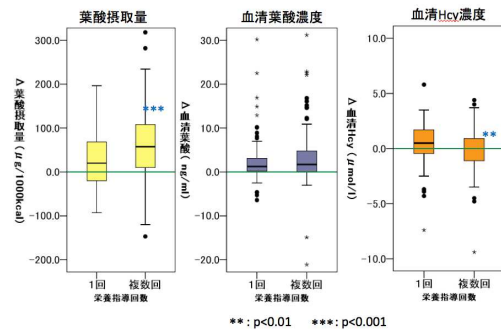 葉酸摂取量
Δ葉酸摂取量(μg/1000kcal)
300.0
200.0
100.0
0.0
-100.0
-200.0
***
1回
複数回
栄養指導回数
血清葉酸濃度
Δ血清葉酸(ng/ml)
30.0
20.0
10.0
0.0
-10.0
-20.0
1回
複数回
栄養指導回数
血清Hcy濃度
Δ血清Hcy(μmol/l)
10.0
5.0
0.0
-5.0
-10.0
**
1回
複数回
栄養指導回数
**: p<0.01 ***: p<0.001